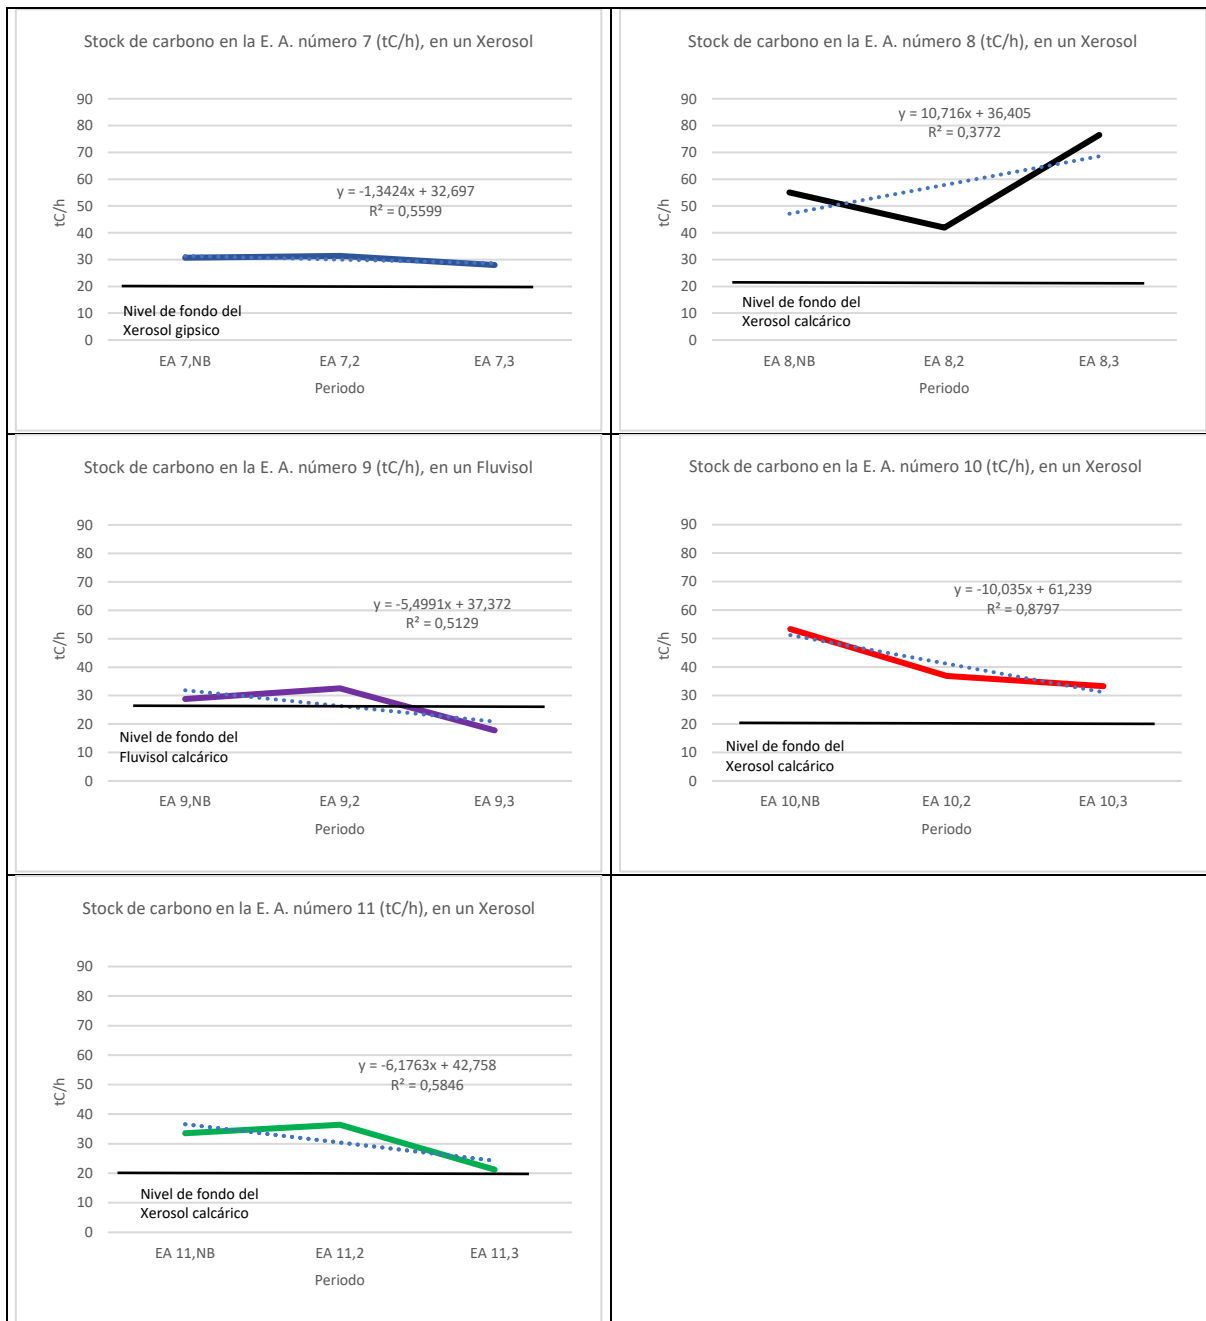 Stock de carbono en la E. A. número 7 (tC/h), en un Xerosol
90
80
70
60
50
40
30
20
10
0
tC/h
y = -1,3424x + 32,697
R² = 0,5599
Nivel de fondo del
Xerosol gipsico
EA 7,NB
EA 7,2
EA 7,3
Periodo
Stock de carbono en la E. A. número 8 (tC/h), en un Xerosol
90
80
70
60
50
40
30
20
10
0
tC/h
y = 10,716x + 36,405
R² = 0,3772
Nivel de fondo del
Xerosol calcárico
EA 8,NB
EA 8,2
EA 8,3
Periodo
Stock de carbono en la E. A. número 9 (tC/h), en un Fluvisol
90
80
70
60
50
40
30
20
10
0
tC/h
y = -5,4991x + 37,372
R² = 0,5129
Nivel de fondo del
Fluvisol calcárico
EA 9,NB
EA 9,2
EA 9,3
Periodo
Stock de carbono en la E. A. número 10 (tC/h), en un Xerosol
90
80
70
60
50
40
30
20
10
0
tC/h
y = -10,035x + 61,239
R² = 0,8797
Nivel de fondo del
Xerosol calcárico
EA 10,NB
EA 10,2
EA 10,3
Periodo
Stock de carbono en la E. A. número 11 (tC/h), en un Xerosol
90
80
70
60
50
40
30
20
10
0
tC/h
y = -6,1763x + 42,758
R² = 0,5846
Nivel de fondo del
Xerosol calcárico
EA 11,NB
EA 11,2
EA 11,3
Periodo